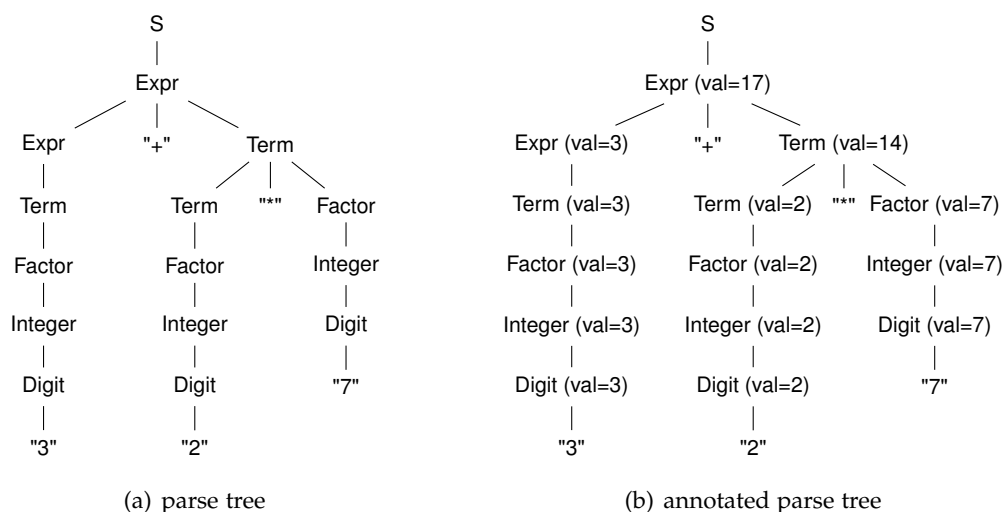 S
Expr
Expr "+" Term
Term Term "*" Factor
Factor Factor Integer
Integer Integer Digit
Digit Digit "7"
"3" "2"
(a) parse tree
S
Expr (val=17)
Expr (val=3) "+" Term (val=14)
Term (val=3) Term (val=2) "*" Factor (val=7)
Factor (val=3) Factor (val=2) Integer (val=7)
Integer (val=3) Integer (val=2) Digit (val=7)
Digit (val=3) Digit (val=2) "7"
"3" "2"
(b) annotated parse tree